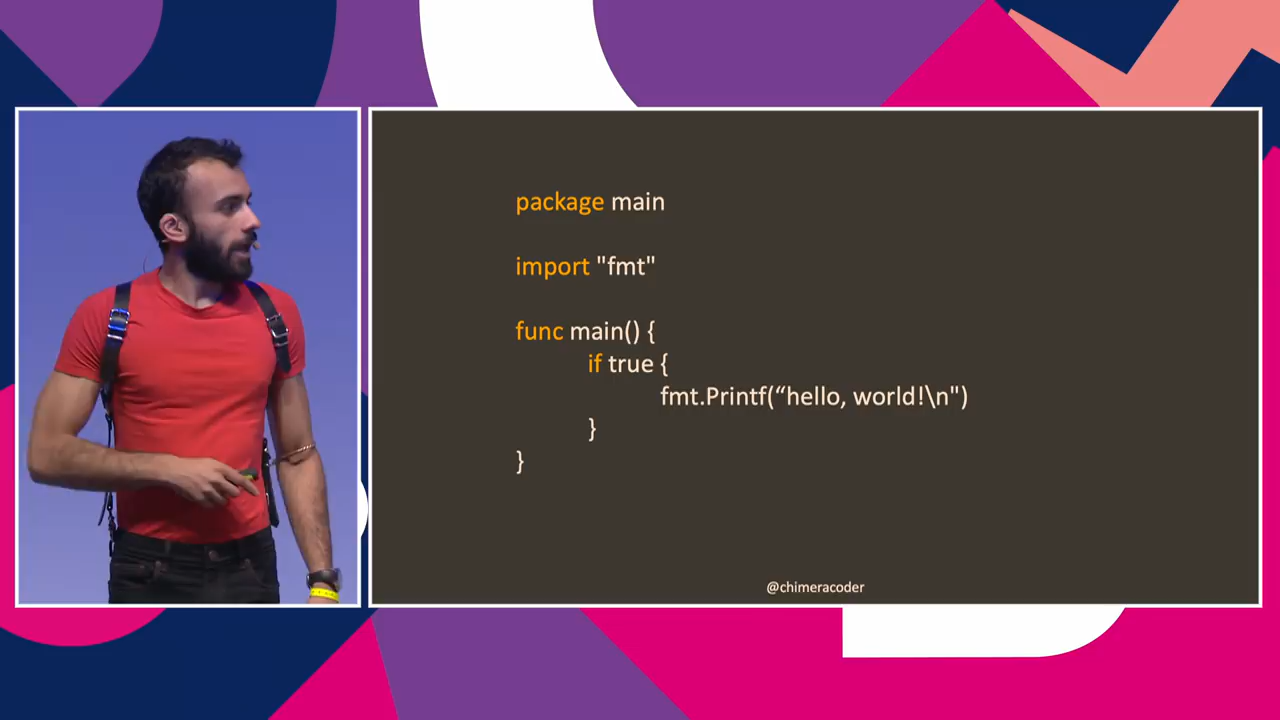 package main
import "fmt"
func main() {
if true {
fmt.Printf(“hello, world!\n")
}
}
@chimeracoder